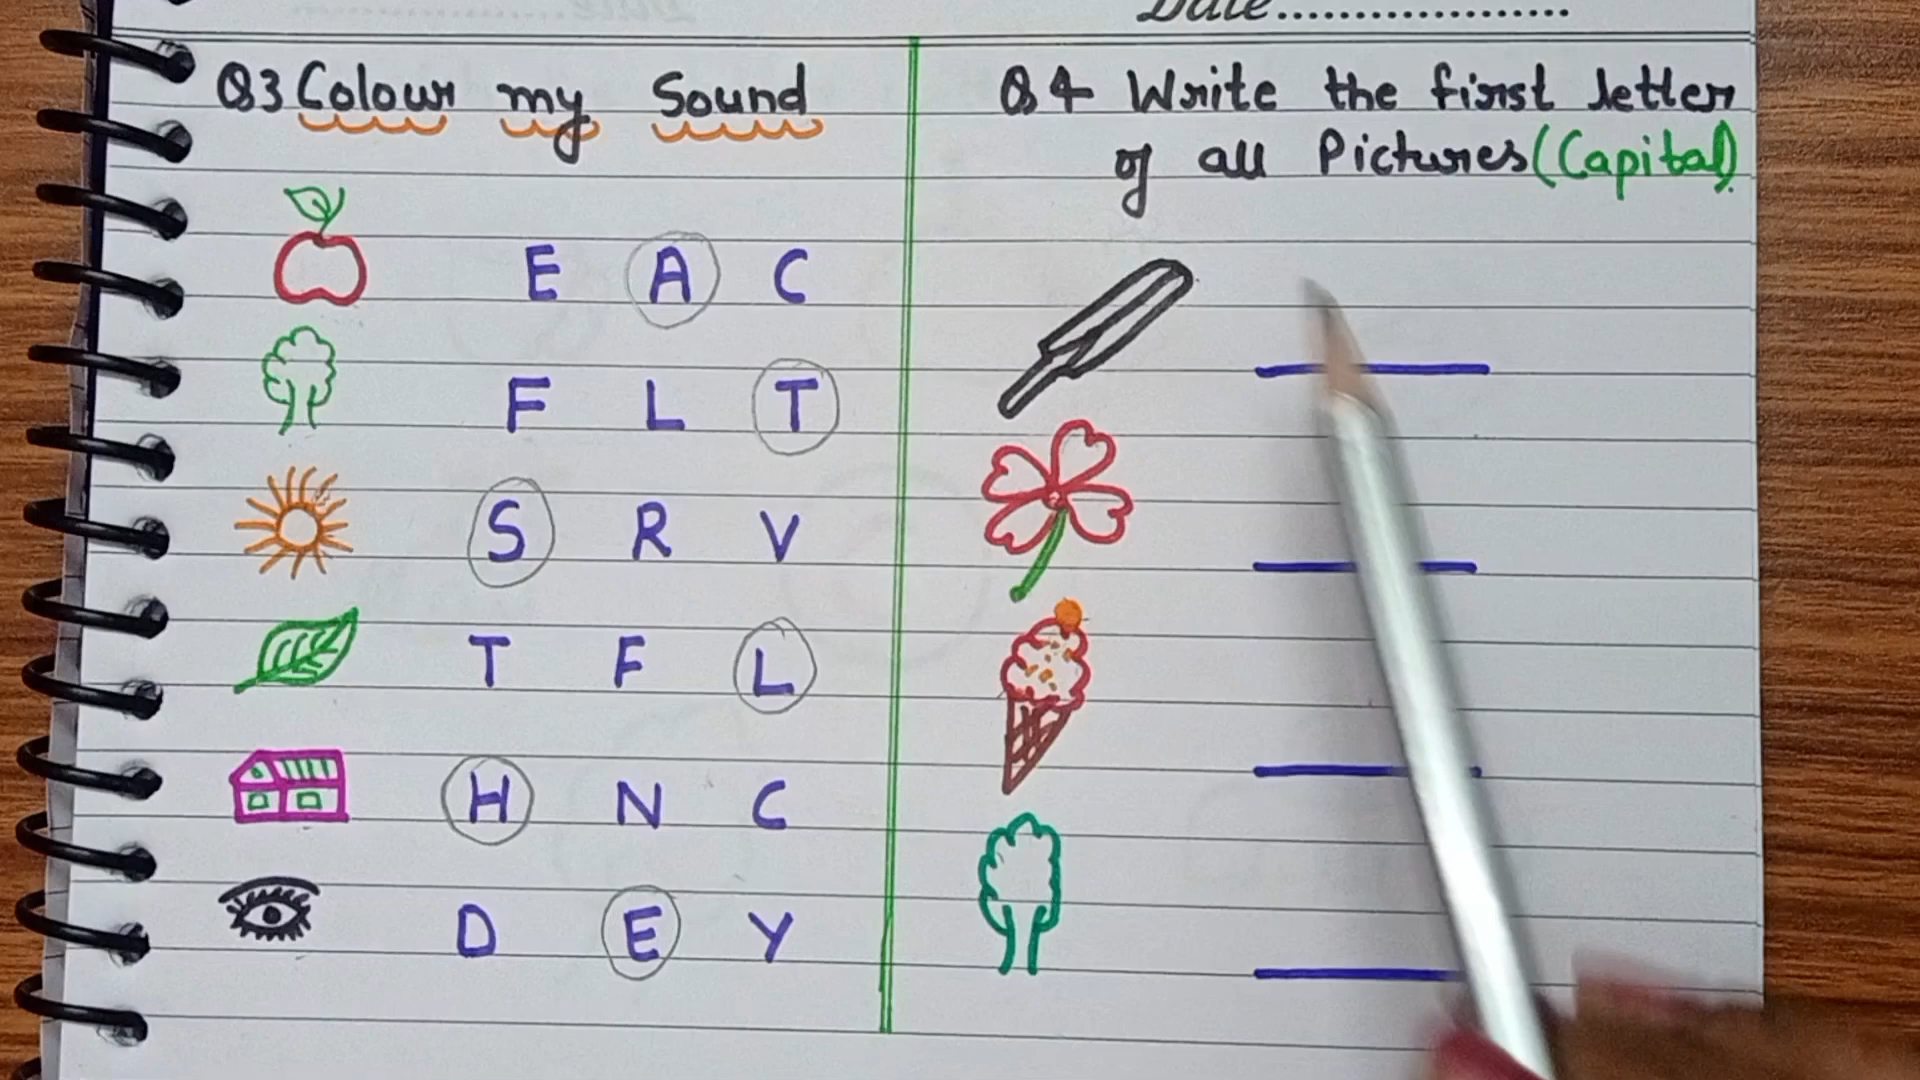 Date....................
Q3 Colour my Sound
E A C
F L T
S R V
T F L
H N C
D E Y
Q4 Write the first letter
of all Pictures (Capital)